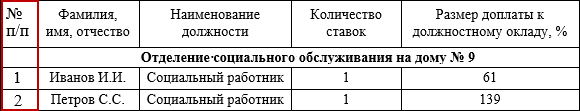 № п/п Фамилия, имя, отчество Наименование должности Количество ставок Размер доплаты к должностному окладу, %
Отделение·социального обслуживания на дому № 9
1 Иванов И.И. Социальный работник 1 61
2 Петров С.С. Социальный работник 1 139